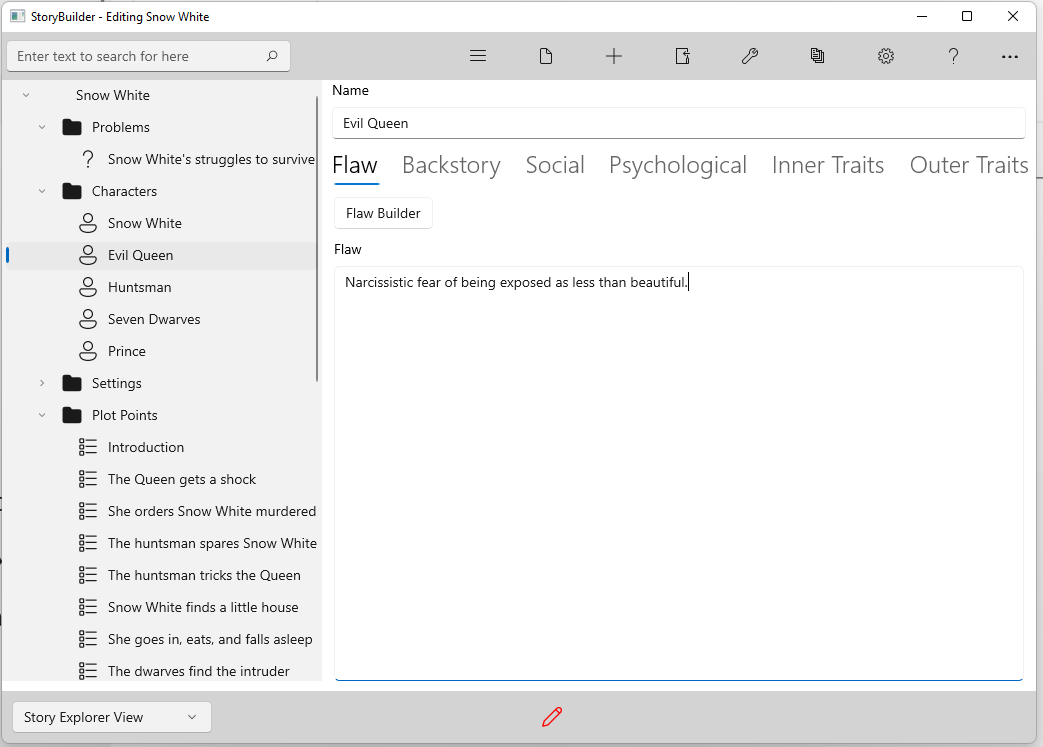 StoryBuilder - Editing Snow White
Enter text to search for here
Snow White
Problems
Snow White's struggles to survive
Characters
Snow White
Evil Queen
Huntsman
Seven Dwarves
Prince
Settings
Plot Points
Introduction
The Queen gets a shock
She orders Snow White murdered
The huntsman spares Snow White
The huntsman tricks the Queen
Snow White finds a little house
She goes in, eats, and falls asleep
The dwarves find the intruder
Name
Evil Queen
Flaw Backstory Social Psychological Inner Traits Outer Traits
Flaw Builder
Flaw
Narcissistic fear of being exposed as less than beautiful.
Story Explorer View